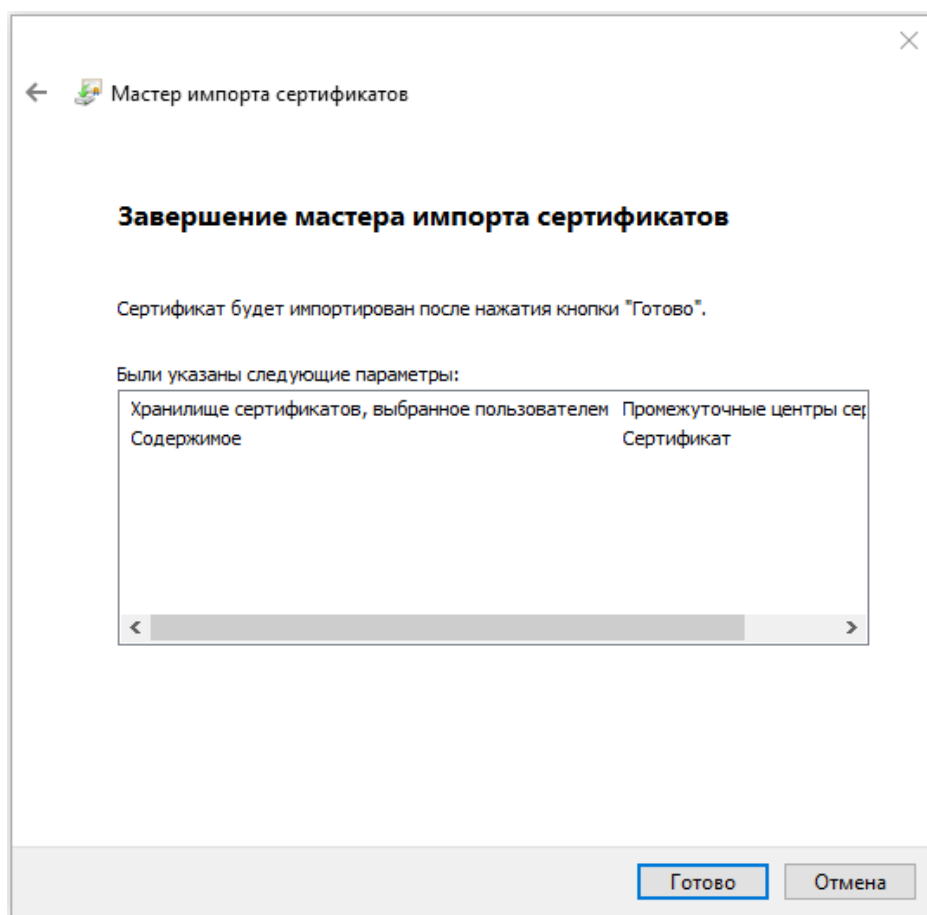 Мастер импорта сертификатов
Завершение мастера импорта сертификатов
Сертификат будет импортирован после нажатия кнопки "Готово".
Были указаны следующие параметры:
Хранилище сертификатов, выбранное пользователем Промежуточные центры
Содержимое Сертификат
Готово Отмена